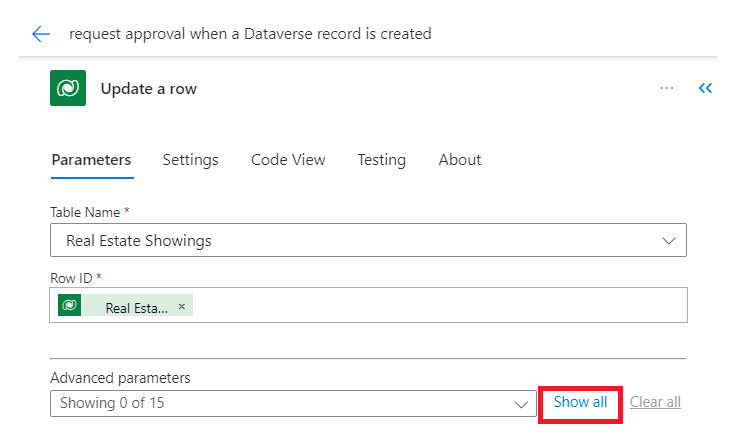 request approval when a Dataverse record is created
Update a row
Parameters Settings Code View Testing About
Table Name *
Real Estate Showings
Row ID *
Real Esta... ×
Advanced parameters
Showing 0 of 15 Show all Clear all